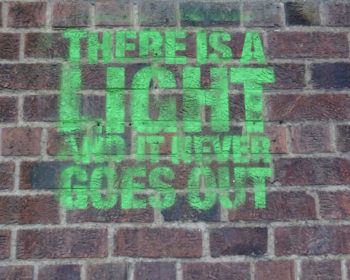 THERE IS A
LIGHT
AND IT NEVER
GOES OUT